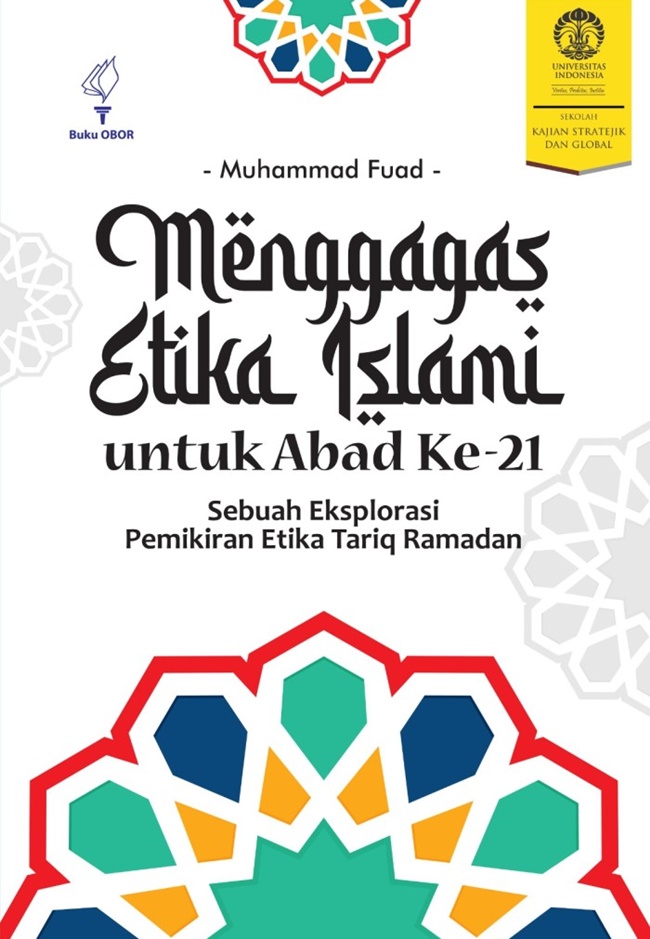 Buku OBOR
UNIVERSITAS
INDONESIA
Veritas, Probitas, Iustitia
SEKOLAH
KAJIAN STRATEJIK
DAN GLOBAL
- Muhammad Fuad -
Menggagas
Etika Islami
untuk Abad Ke-21
Sebuah Eksplorasi
Pemikiran Etika Tariq Ramadan